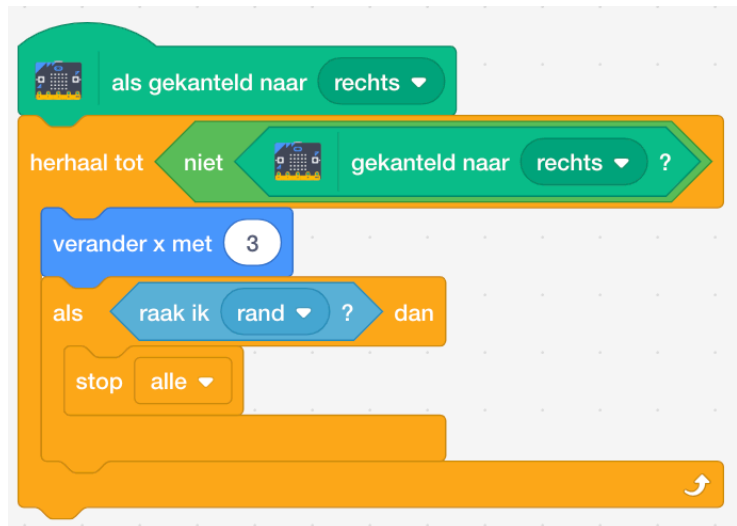 als gekanteld naar rechts
herhaal tot niet gekanteld naar rechts ?
verander x met 3
als raak ik rand ? dan
stop alle